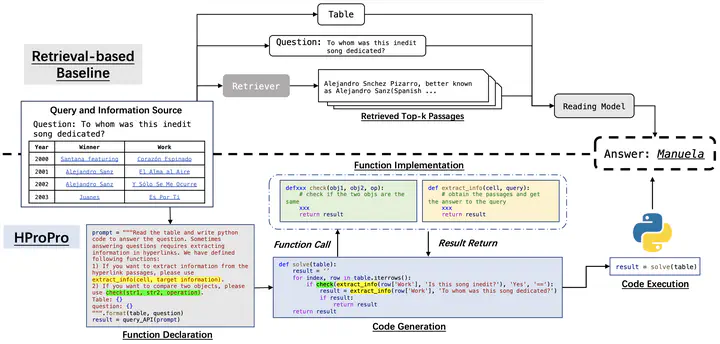 Table
Question: To whom was this inedit
song dedicated?
Retrieval-based
Baseline
Retriever
Alejandro Snchez Pizarro, better known
as Alejandro Sanz(Spanish ...
Retrieved Top-k Passages
Reading Model
Query and Information Source
Question: To whom was this inedit
song dedicated?
Year Winner Work
2000 Santana featuring Corazón Espinado
2001 Alejandro Sanz El Alma al Aire
2002 Alejandro Sanz Y Sólo Se Me Ocurre
2003 Juanes Es Por Ti
Answer: Manuela
Function Implementation
defxxx check(obj1, obj2, op):
# check if the two objs are the
same
xxx
return result
def extract_info(cell, query):
# obtain the passages and get
the answer to the query
xxx
return result
HProPro
Function Call
Result Return
prompt = """Read the table and write python
code to answer the question. Sometimes
answering questions requires extracting
information in hyperlinks. We have defined
following functions:
1) If you want to extract information from the
hyperlink passages, please use
extract_info(cell, target information).
2) If you want to compare two objects, please
use check(str1, str2, operation).
Table: {}
question: {}
""".format(table, question)
result = query_API(prompt)
Function Declaration
def solve(table):
result = ''
for index, row in table.iterrows():
if check(extract_info(row['Work'], 'Is this song inedit?'), 'Yes', '=='):
result = extract_info(row['Work'], 'To whom was this song dedicated?')
if result:
return result
return result
Code Generation
result = solve(table)
Code Execution